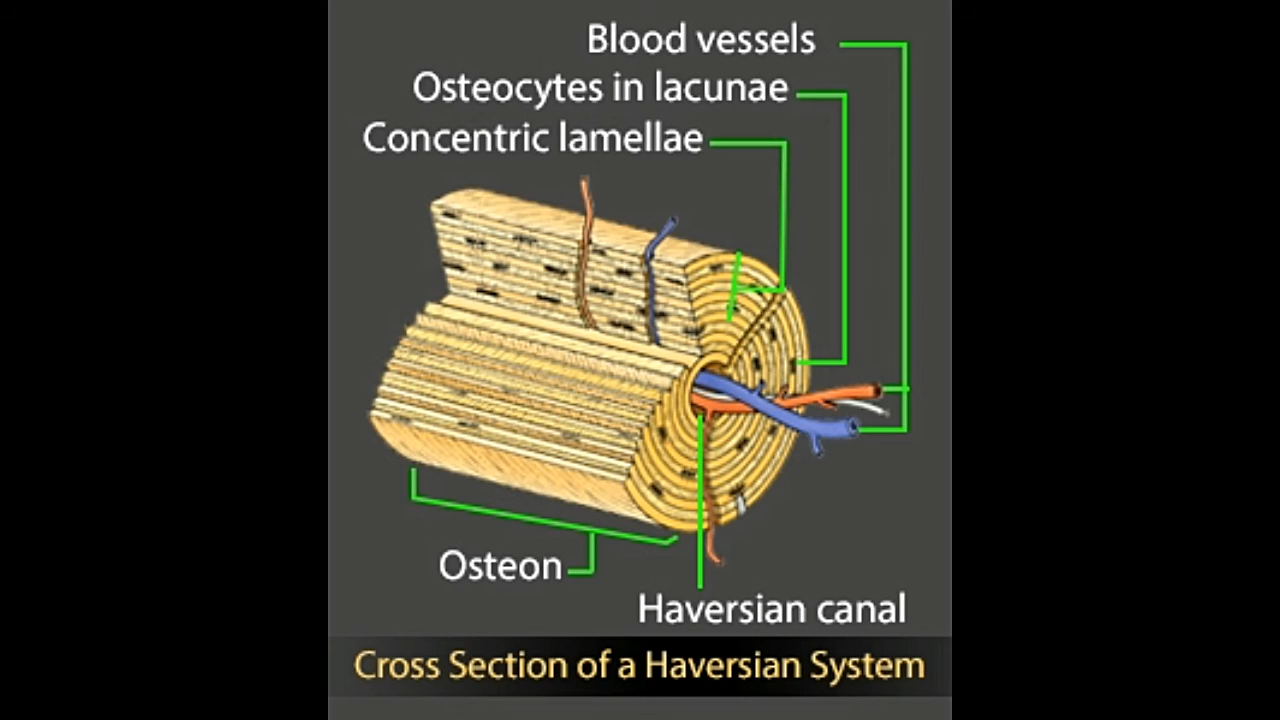 Blood vessels
Osteocytes in lacunae
Concentric lamellae
Osteon
Haversian canal
Cross Section of a Haversian System